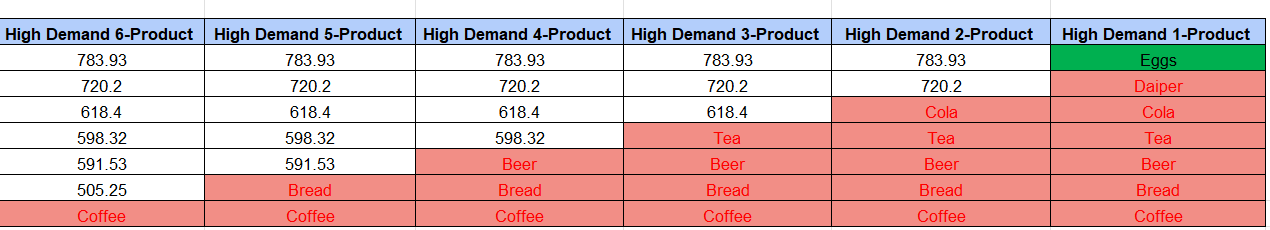 High Demand 6-Product High Demand 5-Product High Demand 4-Product High Demand 3-Product High Demand 2-Product High Demand 1-Product
783.93 783.93 783.93 783.93 783.93 Eggs
720.2 720.2 720.2 720.2 720.2 Daiper
618.4 618.4 618.4 618.4 Cola Cola
598.32 598.32 598.32 Tea Tea Tea
591.53 591.53 Beer Beer Beer Beer
505.25 Bread Bread Bread Bread Bread
Coffee Coffee Coffee Coffee Coffee Coffee